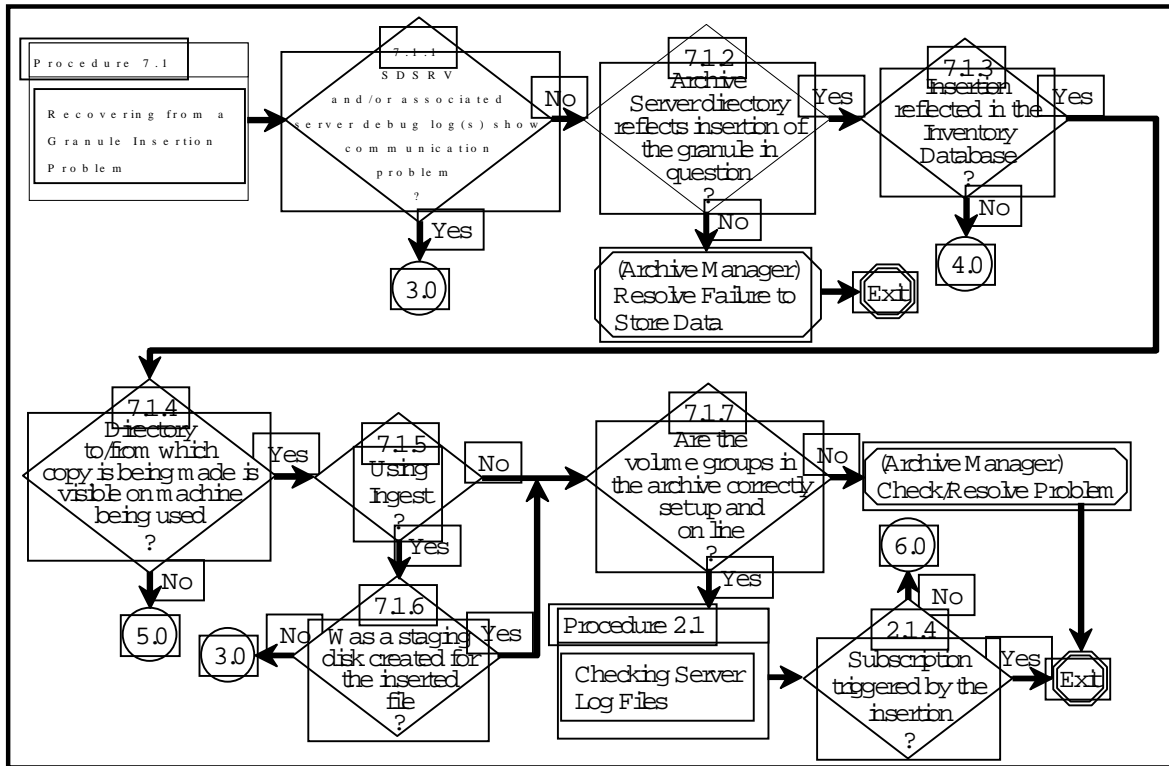 Procedure 7.1
Recovering from a
Granule Insertion
Problem
7.1.1
SDSRV
and/or associated
server debug log(s) show
communication
problem
?
No
Yes
3.0
7.1.2
Archive
Server directory
reflects insertion of
the granule in
question
?
Yes
No
(Archive Manager)
Resolve Failure to
Store Data
Exit
7.1.3
Insertion
reflected in the
Inventory
Database
?
Yes
No
4.0
7.1.4
Directory
to/from which
copy is being made is
visible on machine
being used
?
Yes
No
5.0
7.1.5
Using
Ingest
?
No
Yes
7.1.6
Was a staging
disk created for
the inserted
file
?
No
3.0
Yes
7.1.7
Are the
volume groups in
the archive correctly
setup and
on line
?
No
(Archive Manager)
Check/Resolve Problem
Yes
Procedure 2.1
Checking Server
Log Files
6.0
No
2.1.4
Subscription
triggered by the
insertion
?
Yes
Exit